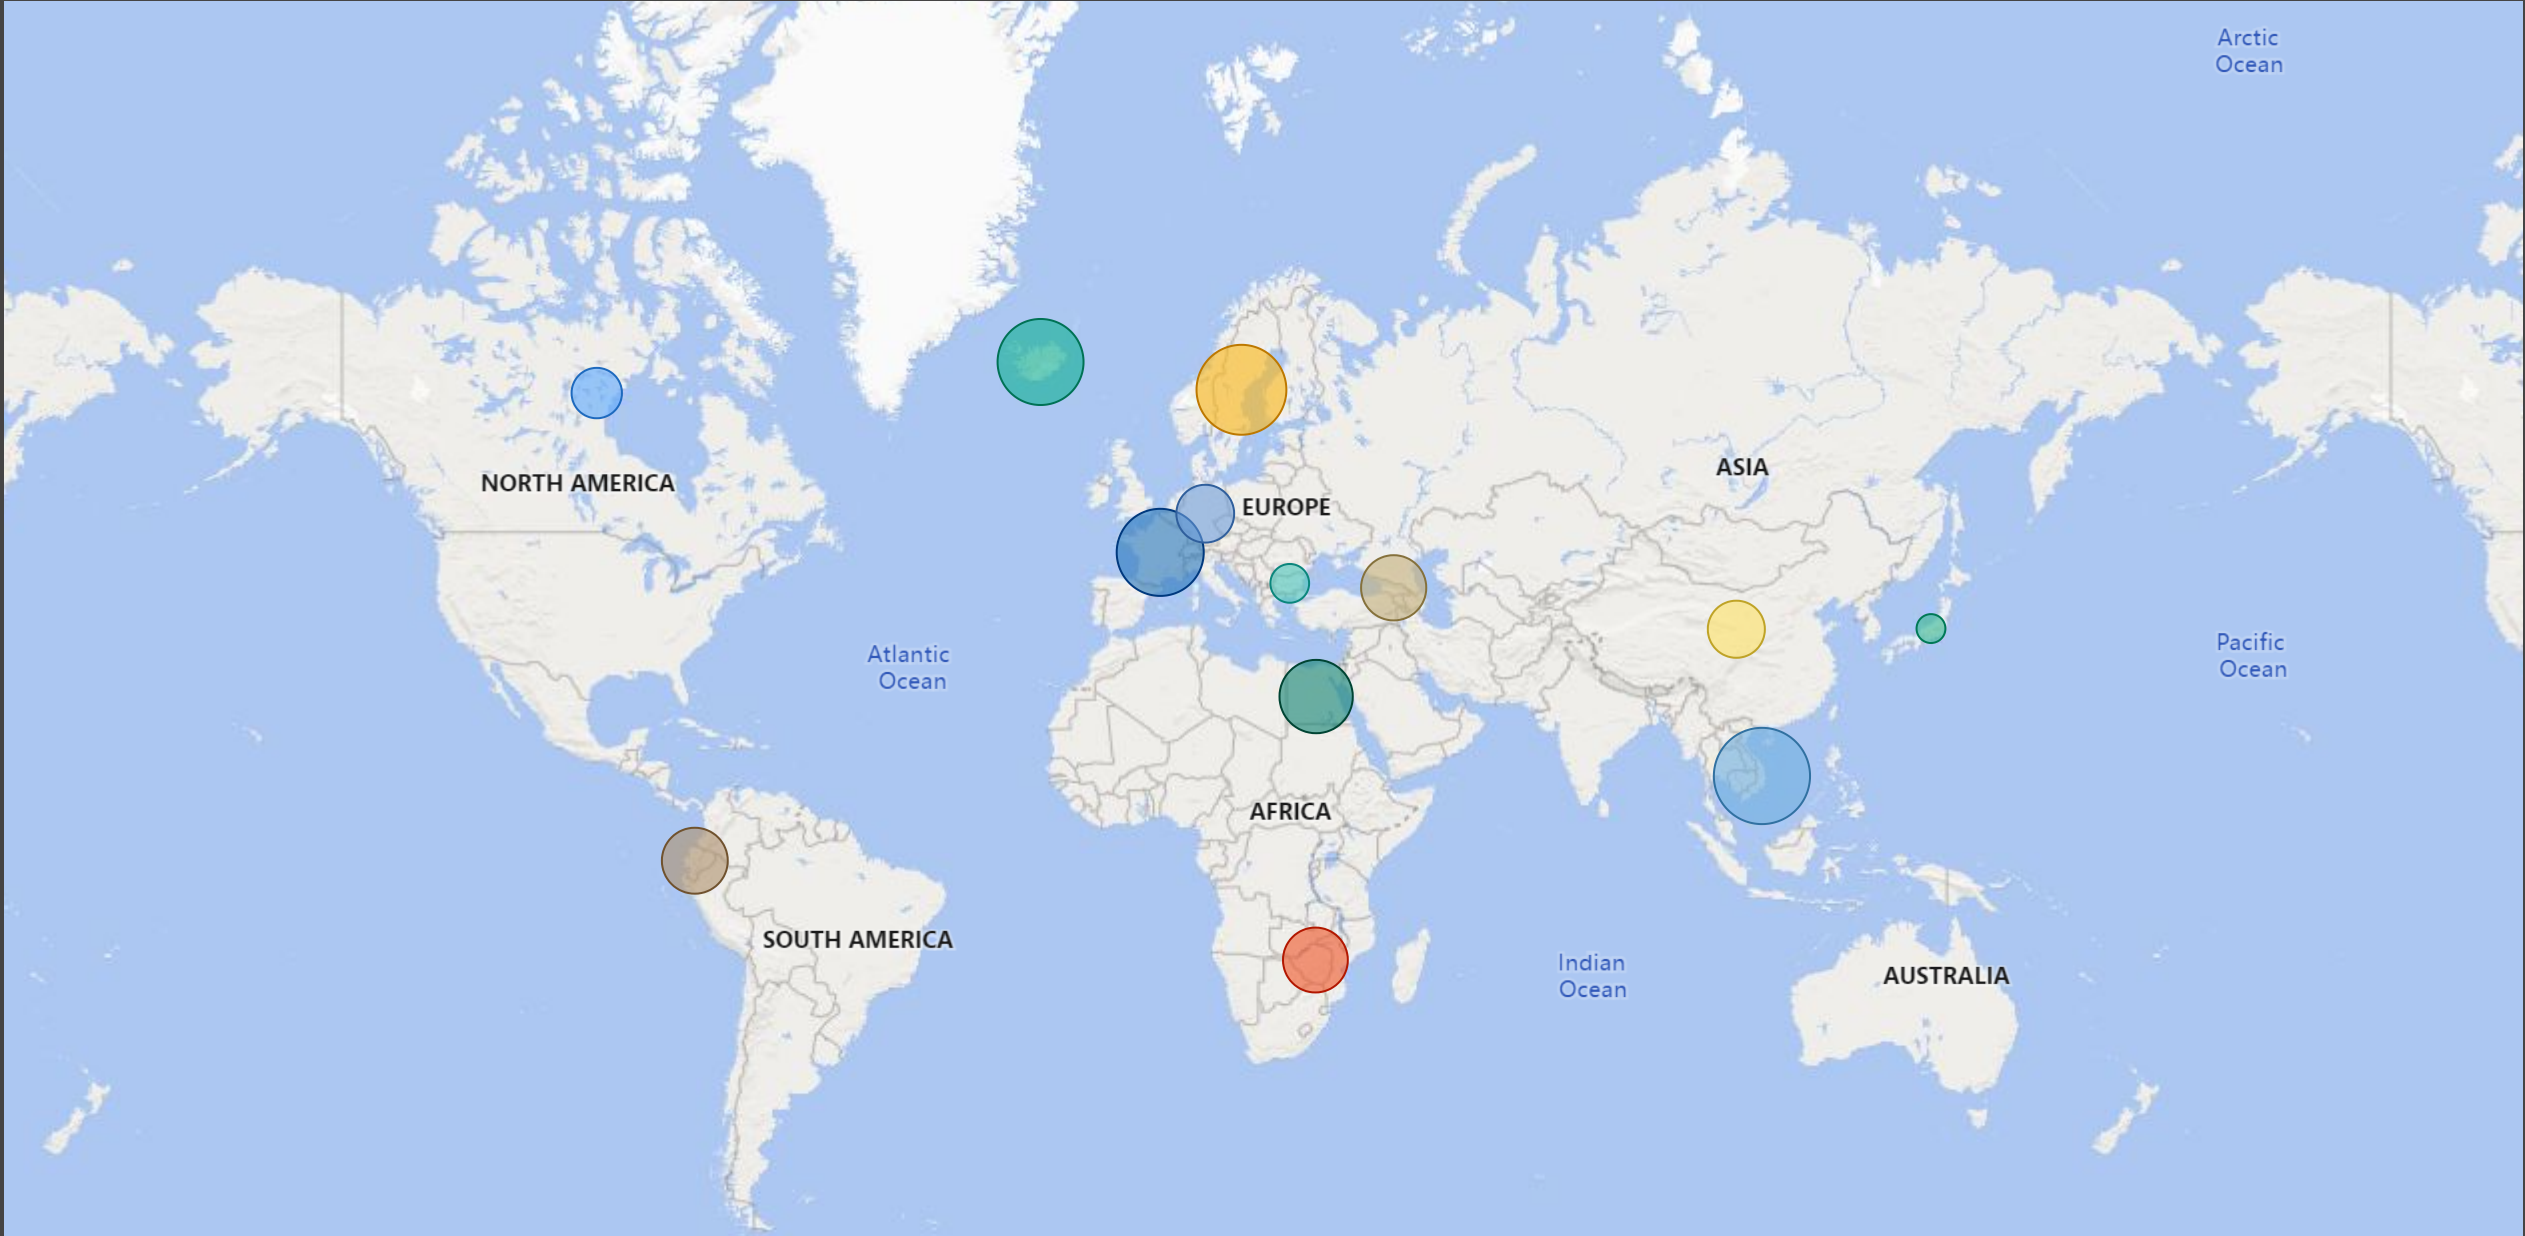 Arctic
Ocean
ASIA
NORTH AMERICA
EUROPE
Atlantic
Ocean
Pacific
Ocean
AFRICA
SOUTH AMERICA
Indian
Ocean
AUSTRALIA